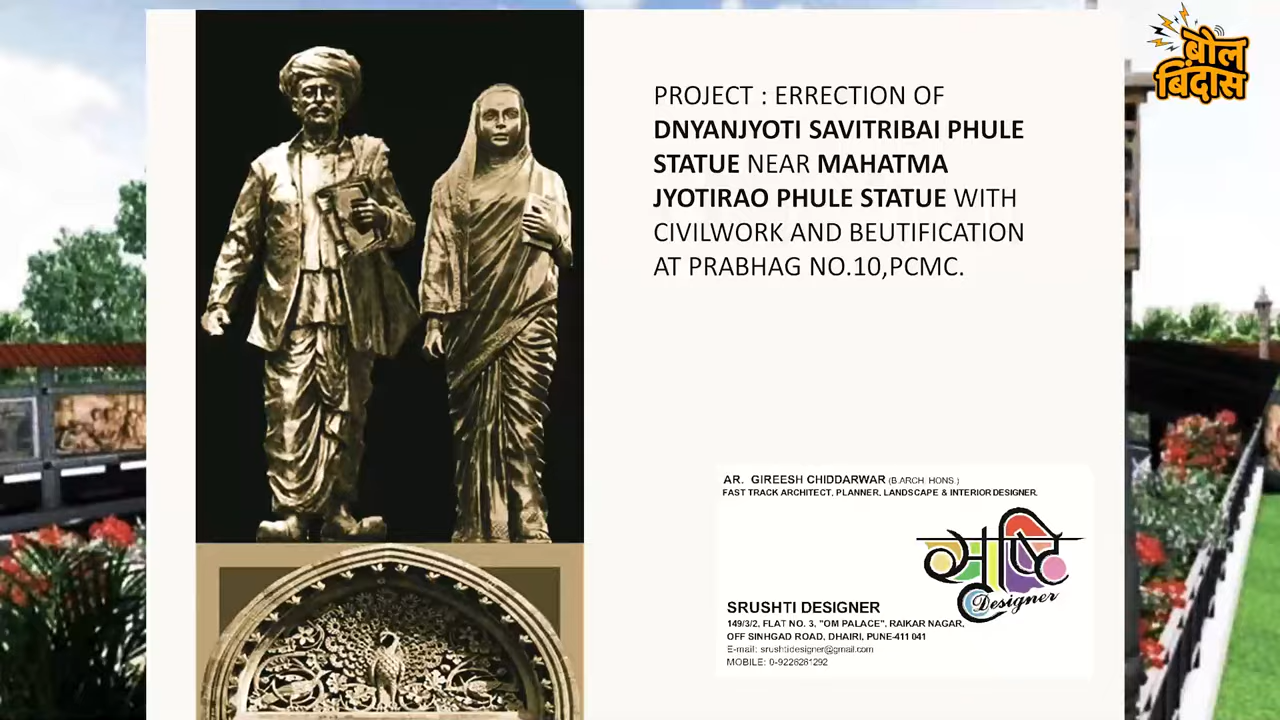 बोल
बिंदास
PROJECT : ERRECTION OF
DNYANJYOTI SAVITRIBAI PHULE
STATUE NEAR MAHATMA
JYOTIRAO PHULE STATUE WITH
CIVILWORK AND BEUTIFICATION
AT PRABHAG NO.10,PCMC.
AR. GIREESH CHIDDARWAR (B.ARCH HONS.)
FAST TRACK ARCHITECT, PLANNER, LANDSCAPE & INTERIOR DESIGNER.
सृष्टि
Designer
SRUSHTI DESIGNER
149/3/2, FLAT NO. 3, "OM PALACE", RAIKAR NAGAR,
OFF SINHGAD ROAD, DHAIRI, PUNE-411 041
E-mail: srushtidesigner@gmail.com
MOBILE: 0-9226281292